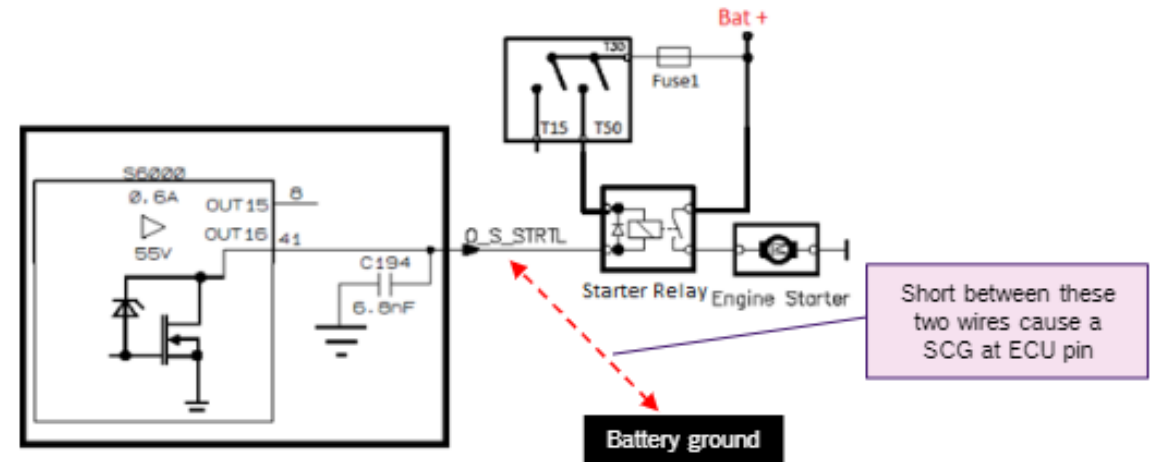 Bat +
T30
Fuse1
T15
T50
S6000
0.6A
55V
OUT15
8
OUT16
41
C194
6.8nF
O_S_STRTL
Starter Relay
Engine Starter
Short between these
two wires cause a
SCG at ECU pin
Battery ground